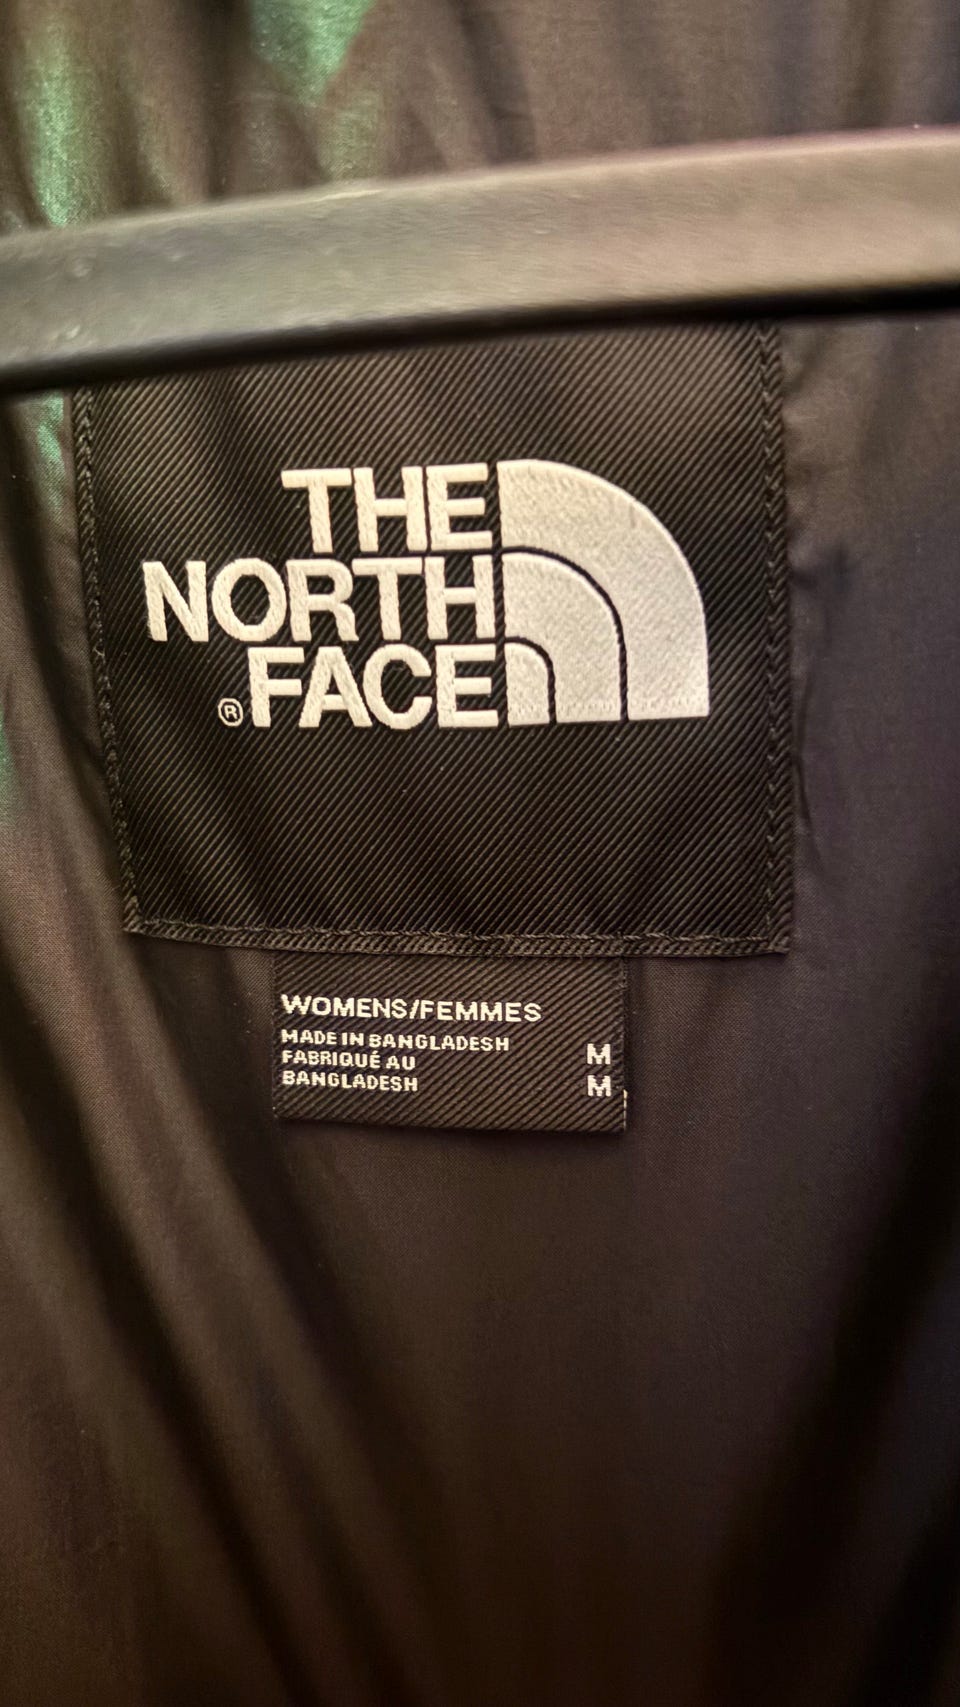 THE
NORTH
® FACE
WOMENS/FEMMES
MADE IN BANGLADESH M
FABRIQUÉ AU
BANGLADESH M